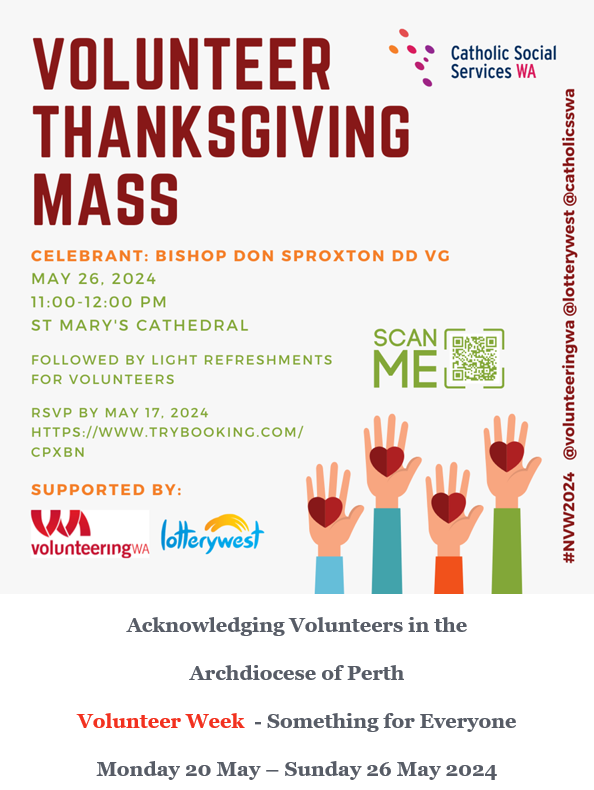 VOLUNTEER
THANKSGIVING
MASS
Catholic Social
Services WA
CELEBRANT: BISHOP DON SPROXTON DD VG
MAY 26, 2024
11:00-12:00 PM
ST MARY'S CATHEDRAL
FOLLOWED BY LIGHT REFRESHMENTS
FOR VOLUNTEERS
RSVP BY MAY 17, 2024
HTTPS://WWW.TRYBOOKING.COM/
CPXBN
SCAN
ME
SUPPORTED BY:
volunteeringWA
lotterywest
#NVW2024 @volunteeringwa @lotterywest @catholicsswa
Acknowledging Volunteers in the
Archdiocese of Perth
Volunteer Week - Something for Everyone
Monday 20 May – Sunday 26 May 2024